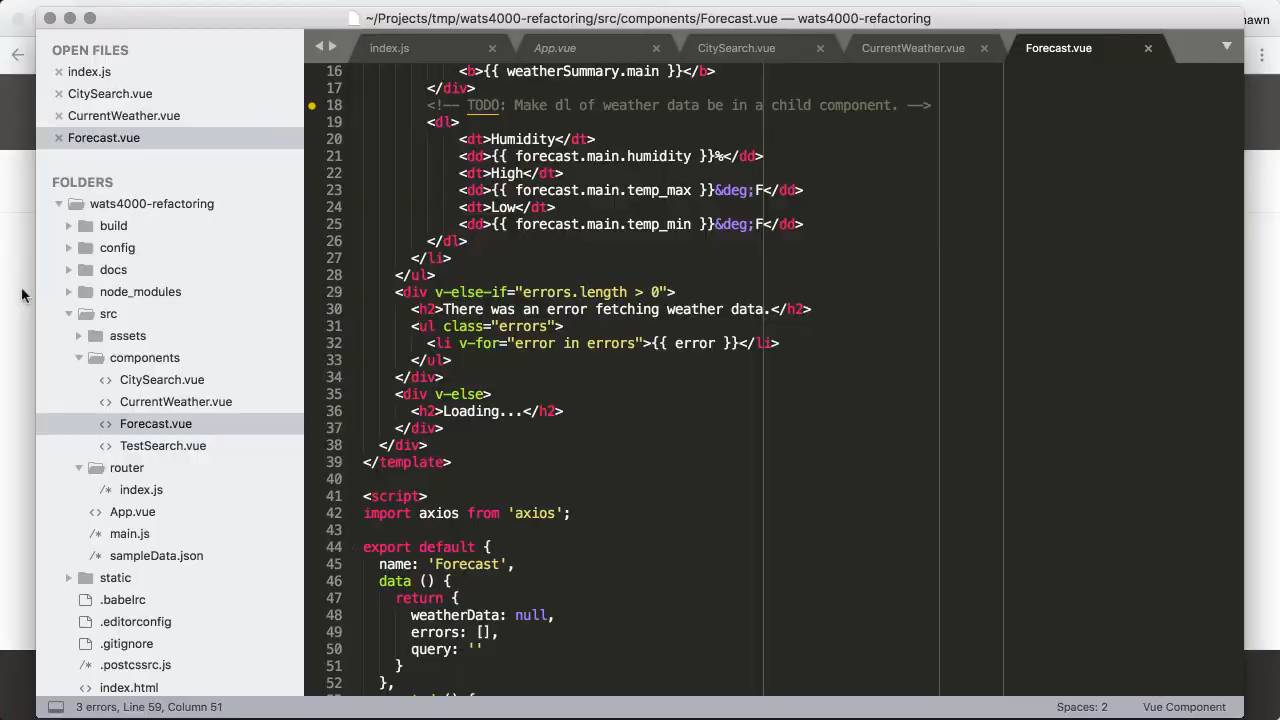 ~/Projects/tmp/wats4000-refactoring/src/components/Forecast.vue — wats4000-refactoring
awn
OPEN FILES
index.js
CitySearch.vue
CurrentWeather.vue
Forecast.vue
FOLDERS
wats4000-refactoring
build
config
docs
node_modules
src
assets
components
CitySearch.vue
CurrentWeather.vue
Forecast.vue
TestSearch.vue
router
index.js
App.vue
main.js
sampleData.json
static
.babelrc
.editorconfig
.gitignore
.postcssrc.js
index.html
index.js
App.vue
CitySearch.vue
CurrentWeather.vue
Forecast.vue
16 <b>{{ weatherSummary.main }}</b>
17 </div>
18 <!-- TODO: Make dl of weather data be in a child component. -->
19 <dl>
20 <dt>Humidity</dt>
21 <dd>{{ forecast.main.humidity }}%</dd>
22 <dt>High</dt>
23 <dd>{{ forecast.main.temp_max }}&deg;F</dd>
24 <dt>Low</dt>
25 <dd>{{ forecast.main.temp_min }}&deg;F</dd>
26 </dl>
27 </li>
28 </ul>
29 <div v-else-if="errors.length > 0">
30 <h2>There was an error fetching weather data.</h2>
31 <ul class="errors">
32 <li v-for="error in errors">{{ error }}</li>
33 </ul>
34 </div>
35 <div v-else>
36 <h2>Loading...</h2>
37 </div>
38 </div>
39 </template>
40
41 <script>
42 import axios from 'axios';
43
44 export default {
45 name: 'Forecast',
46 data () {
47 return {
48 weatherData: null,
49 errors: [],
50 query: ''
51 }
52 },
3 errors, Line 59, Column 51
Spaces: 2
Vue Component